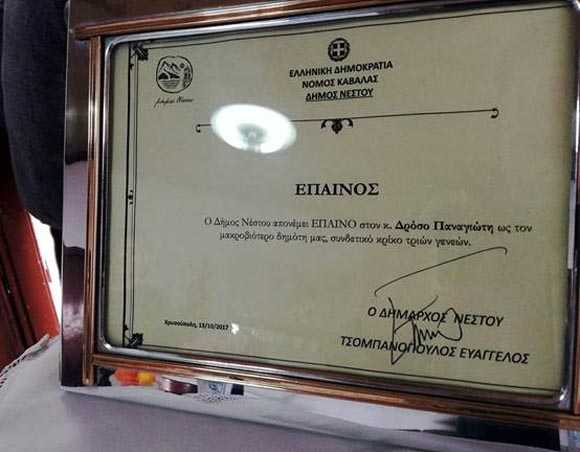 ΕΛΛΗΝΙΚΗ ΔΗΜΟΚΡΑΤΙΑ
ΝΟΜΟΣ ΚΑΒΑΛΑΣ
ΔΗΜΟΣ ΝΕΣΤΟΥ
ΕΠΑΙΝΟΣ
Ο Δήμος Νέστου απονέμει ΕΠΑΙΝΟ στον κ. Δρόσο Παναγιώτη ως τον
μακροβιότερο δημότη μας, συνδετικό κρίκο τριών γενεών.
Χρυσούπολη, 13/10/2017
Ο ΔΗΜΑΡΧΟΣ ΝΕΣΤΟΥ
ΤΣΟΜΠΑΝΟΠΟΥΛΟΣ ΕΥΑΓΓΕΛΟΣ